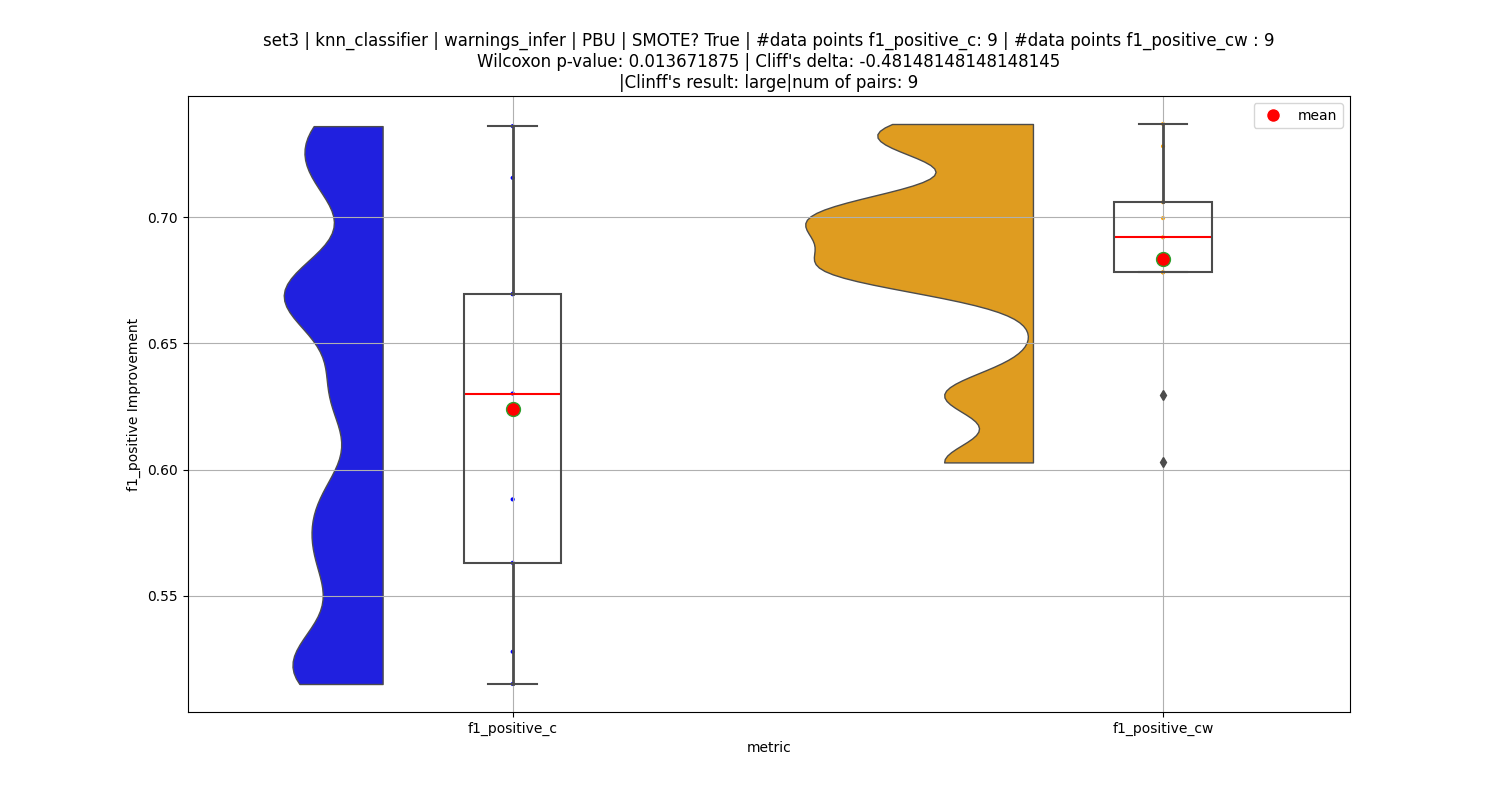 set3 | knn_classifier | warnings_infer | PBU | SMOTE? True | #data points f1_positive_c: 9 | #data points f1_positive_cw : 9
Wilcoxon p-value: 0.013671875 | Cliff's delta: -0.48148148148148145
|Clinff's result: large|num of pairs: 9
mean
f1_positive Improvement
0.70
0.65
0.60
0.55
f1_positive_c
f1_positive_cw
metric